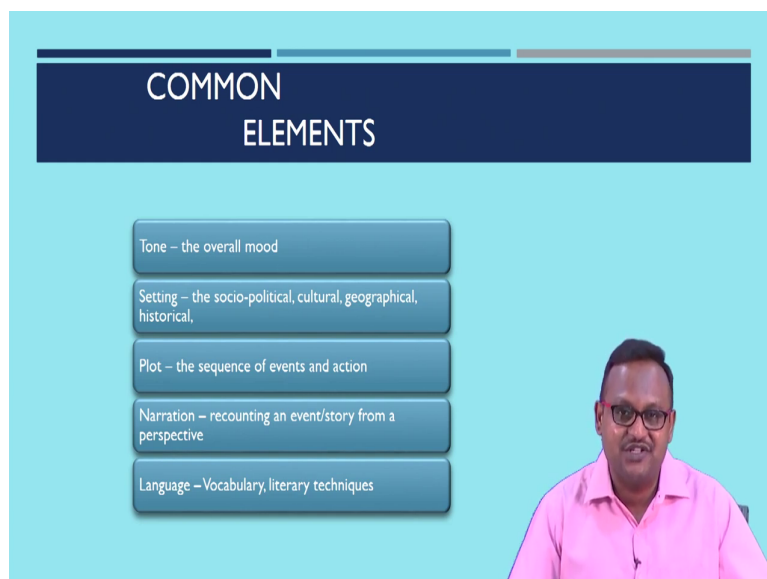 COMMON
ELEMENTS
Tone – the overall mood
Setting – the socio-political, cultural, geographical,
historical,
Plot – the sequence of events and action
Narration – recounting an event/story from a
perspective
Language – Vocabulary, literary techniques